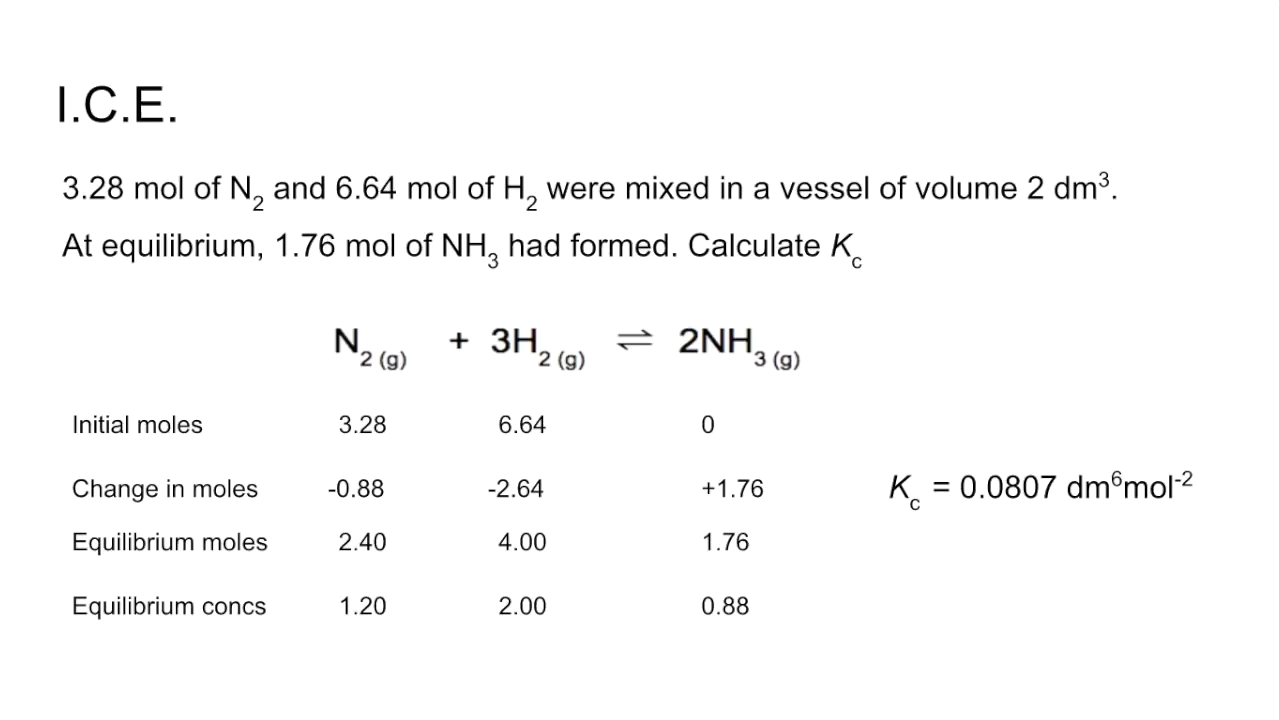 I.C.E.
3.28 mol of N₂ and 6.64 mol of H₂ were mixed in a vessel of volume 2 dm³.
At equilibrium, 1.76 mol of NH₃ had formed. Calculate K꜀
N₂ (g) + 3H₂ (g) ⇌ 2NH₃ (g)
Initial moles 3.28 6.64 0
Change in moles -0.88 -2.64 +1.76
K꜀ = 0.0807 dm⁶mol⁻²
Equilibrium moles 2.40 4.00 1.76
Equilibrium concs 1.20 2.00 0.88